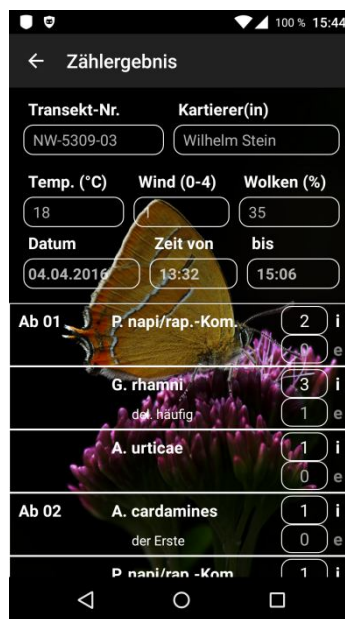 100 % 15:44
Zählergebnis
Transekt-Nr. Kartierer(in)
NW-5309-03 Wilhelm Stein
Temp. (°C) Wind (0-4) Wolken (%)
18 1 35
Datum Zeit von bis
04.04.2016 13:32 15:06
Ab 01 P. napi/rap.-Kom. 2 i
0 e
G. rhamni 3 i
del. häufig 1 e
A. urticae 1 i
0 e
Ab 02 A. cardamines 1 i
der Erste 0 e
P. napi/rap.-Kom. 1 i